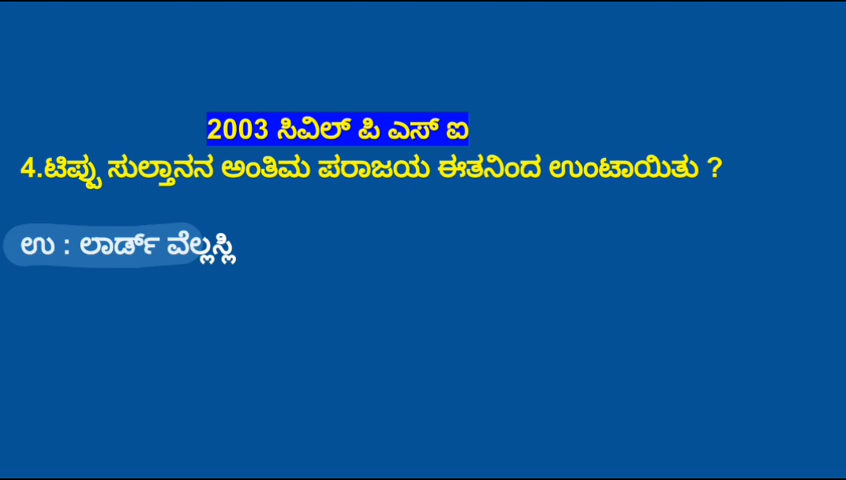 2003 ಸಿವಿಲ್ ಪಿ ಎಸ್ ಐ
4.ಟಿಪ್ಪು ಸುಲ್ತಾನನ ಅಂತಿಮ ಪರಾಜಯ ಈತನಿಂದ ಉಂಟಾಯಿತು ?
ಉ : ಲಾರ್ಡ್ ವೆಲ್ಲಸ್ಲಿ